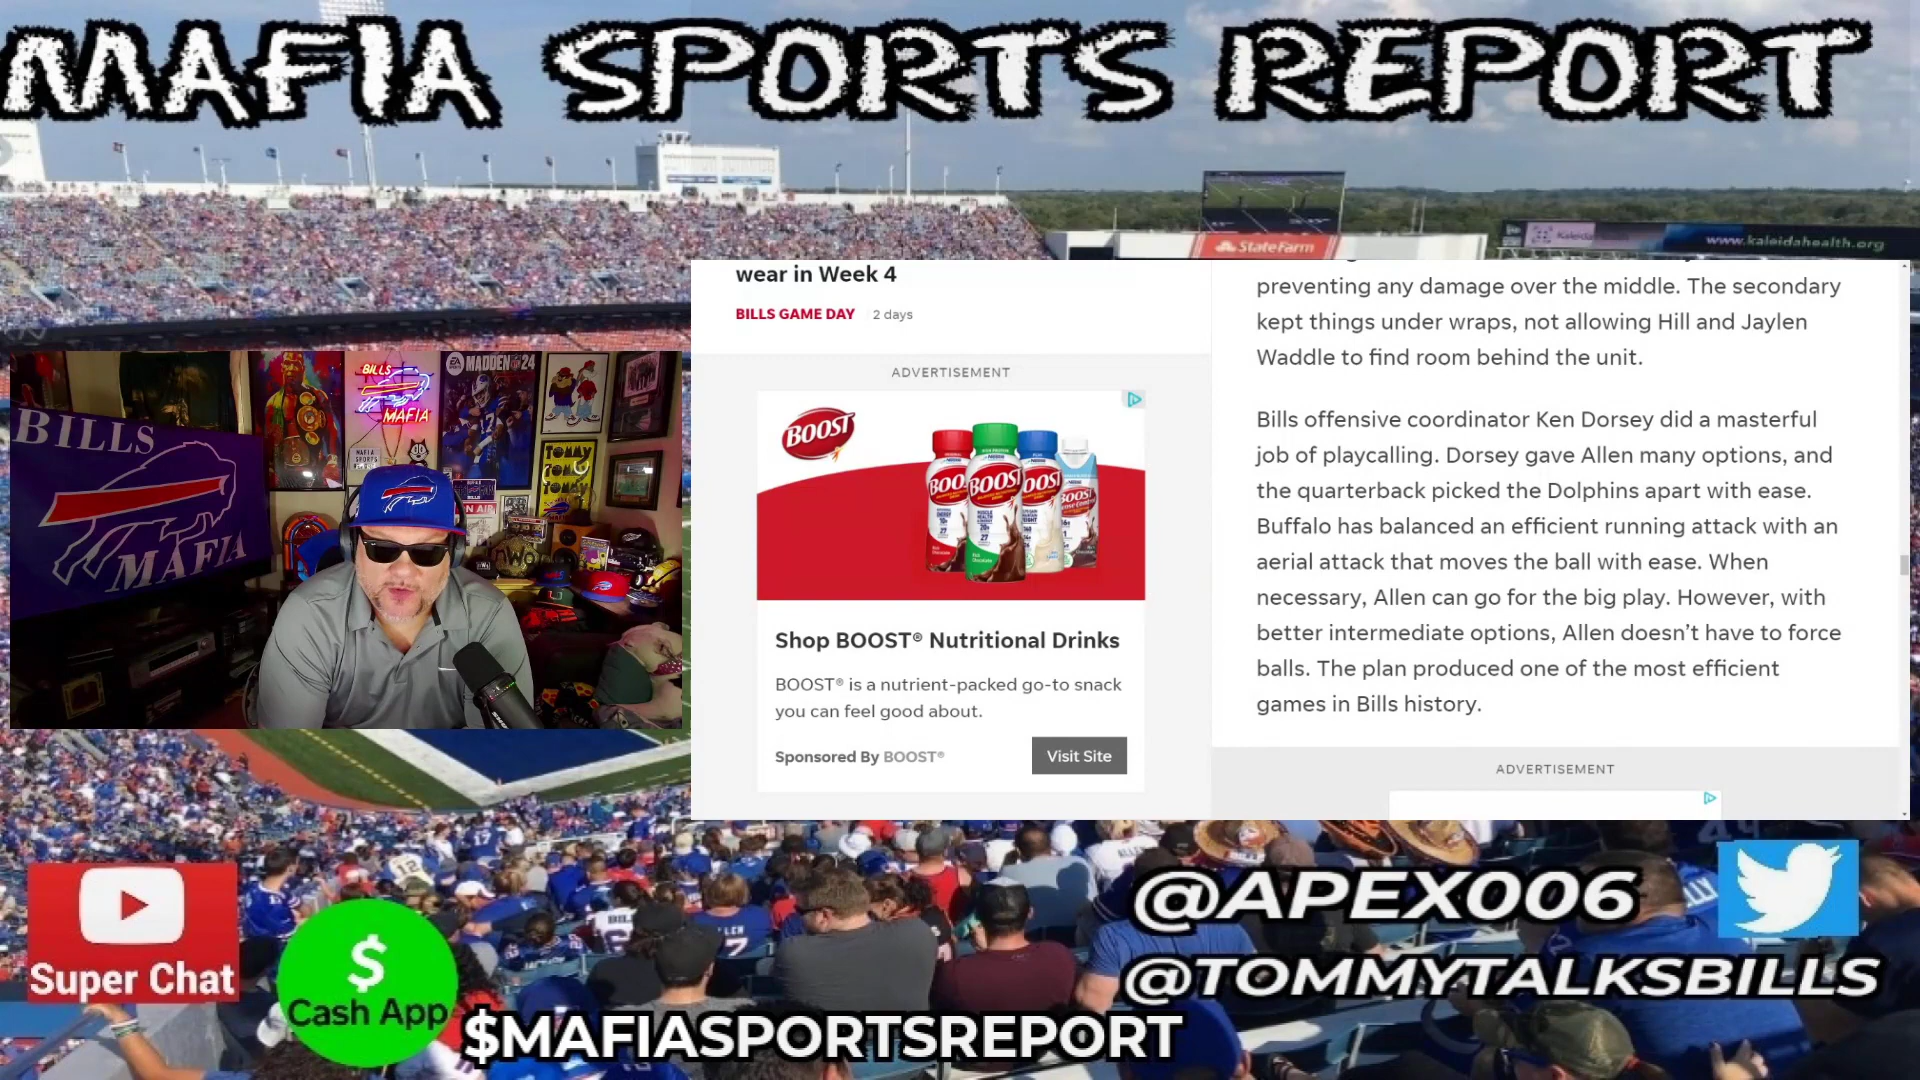 MAFIA SPORTS REPORT
StateFarm
www.kaleidahealth.org
wear in Week 4
BILLS GAME DAY 2 days
ADVERTISEMENT
BOOST
BOOST
BOOST
Shop BOOST® Nutritional Drinks
BOOST® is a nutrient-packed go-to snack
you can feel good about.
Sponsored By BOOST®
Visit Site
preventing any damage over the middle. The secondary
kept things under wraps, not allowing Hill and Jaylen
Waddle to find room behind the unit.
Bills offensive coordinator Ken Dorsey did a masterful
job of playcalling. Dorsey gave Allen many options, and
the quarterback picked the Dolphins apart with ease.
Buffalo has balanced an efficient running attack with an
aerial attack that moves the ball with ease. When
necessary, Allen can go for the big play. However, with
better intermediate options, Allen doesn't have to force
balls. The plan produced one of the most efficient
games in Bills history.
ADVERTISEMENT
BILLS
MAFIA
BILLS
MAFIA
MADDEN 24
TOMMY
ON AIR
Super Chat
$
Cash App
$MAFIASPORTSREPORT
@APEX006
@TOMMYTALKSBILLS